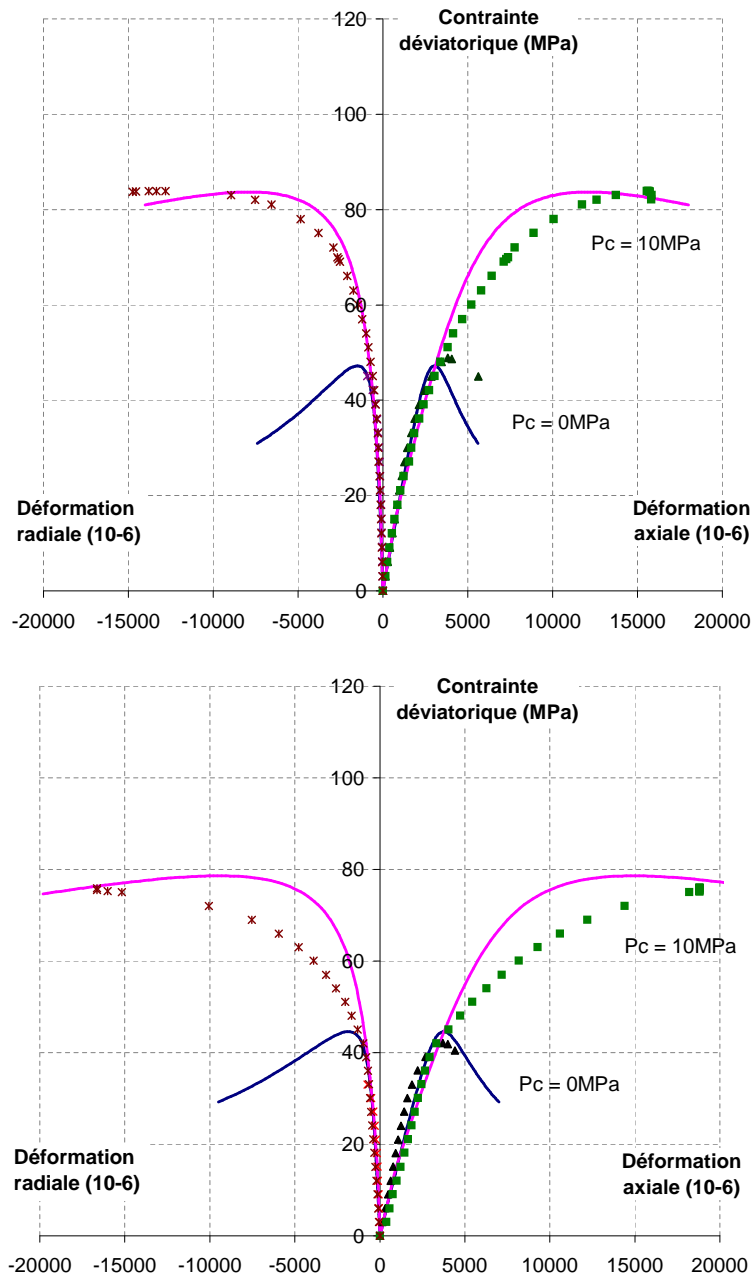 120
Contrainte
déviatorique (MPa)
100
80
Pc = 10MPa
60
40
Pc = 0MPa
20
Déformation
radiale (10-6)
Déformation
axiale (10-6)
0
-20000 -15000 -10000 -5000 0 5000 10000 15000 20000
120
Contrainte
déviatorique (MPa)
100
80
Pc = 10MPa
60
40
Pc = 0MPa
20
Déformation
radiale (10-6)
Déformation
axiale (10-6)
0
-20000 -15000 -10000 -5000 0 5000 10000 15000 20000